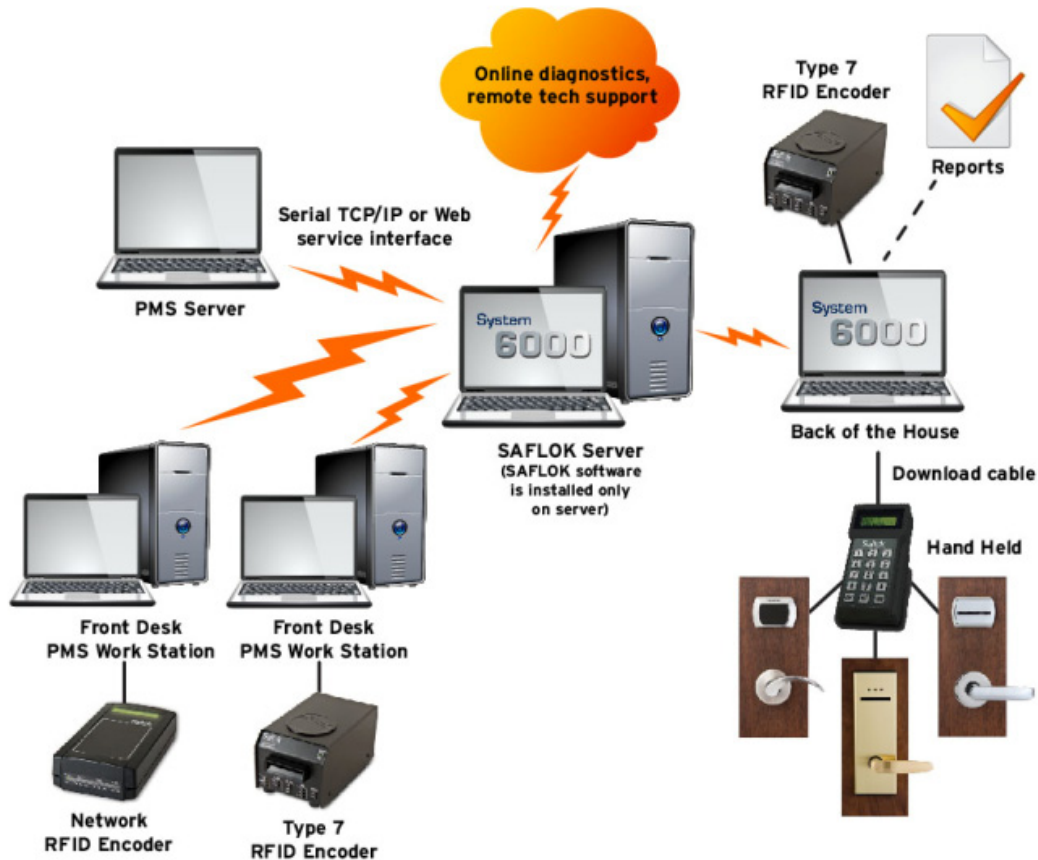 Online diagnostics,
remote tech support
Type 7
RFID Encoder
Reports
Serial TCP/IP or Web
service interface
PMS Server
System
6000
System
6000
SAFLOK Server
(SAFLOK software
is installed only
on server)
Back of the House
Download cable
Hand Held
Front Desk
PMS Work Station
Front Desk
PMS Work Station
Network
RFID Encoder
Type 7
RFID Encoder